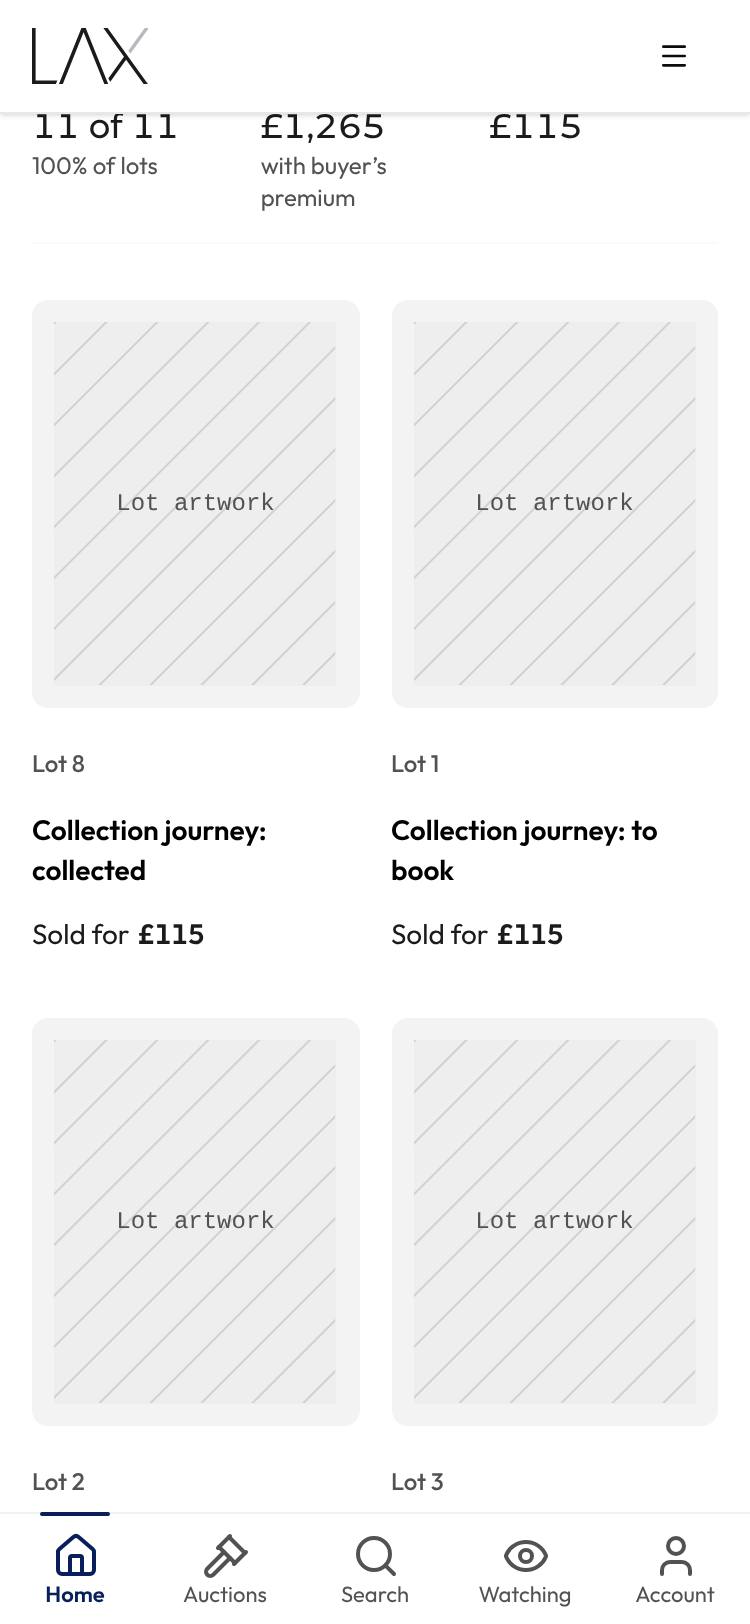 LAX
11 of 11
£1,265
£115
100% of lots
with buyer’s
premium
Lot artwork
Lot artwork
Lot 8
Lot 1
Collection journey:
collected
Collection journey: to
book
Sold for £115
Sold for £115
Lot artwork
Lot artwork
Lot 2
Lot 3
Home
Auctions
Search
Watching
Account